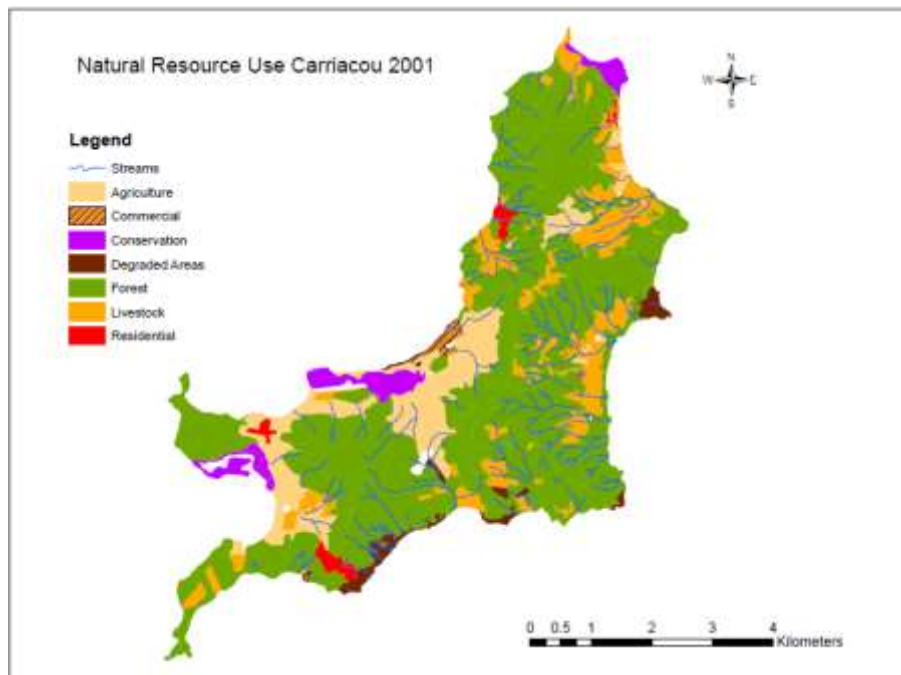 Natural Resource Use Carriacou 2001
N
W E
S
Legend
Streams
Agriculture
Commercial
Conservation
Degraded Areas
Forest
Livestock
Residential
0 0.5 1 2 3 4
Kilometers